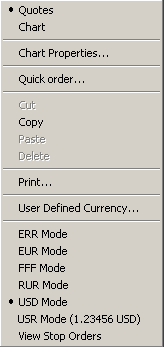 Quotes
Chart
Chart Properties...
Quick order...
Cut
Copy
Paste
Delete
Print...
User Defined Currency...
ERR Mode
EUR Mode
FFF Mode
RUR Mode
USD Mode
USR Mode (1.23456 USD)
View Stop Orders